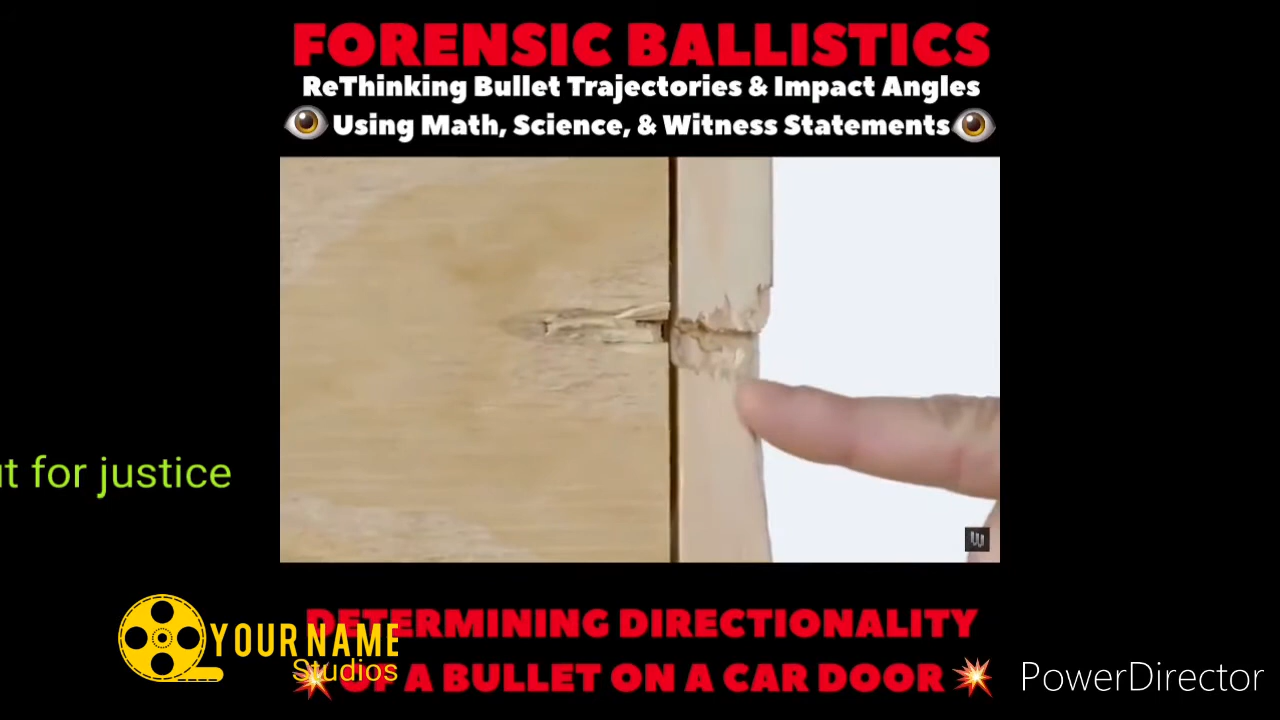 FORENSIC BALLISTICS
ReThinking Bullet Trajectories & Impact Angles
Using Math, Science, & Witness Statements
for justice
DETERMINING DIRECTIONALITY
YOUR NAME
Studios
OF A BULLET ON A CAR DOOR
PowerDirector